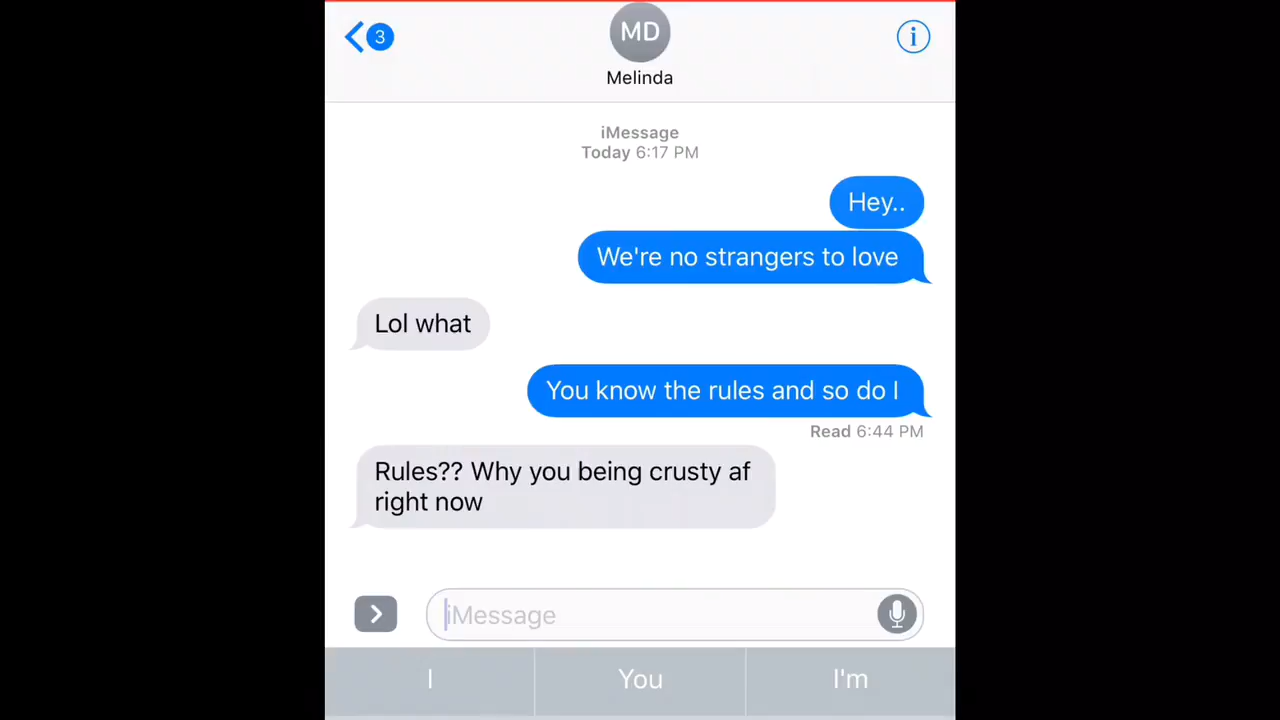 3
MD
Melinda
iMessage
Today 6:17 PM
Hey..
We're no strangers to love
Lol what
You know the rules and so do I
Read 6:44 PM
Rules?? Why you being crusty af
right now
iMessage
I
You
I'm